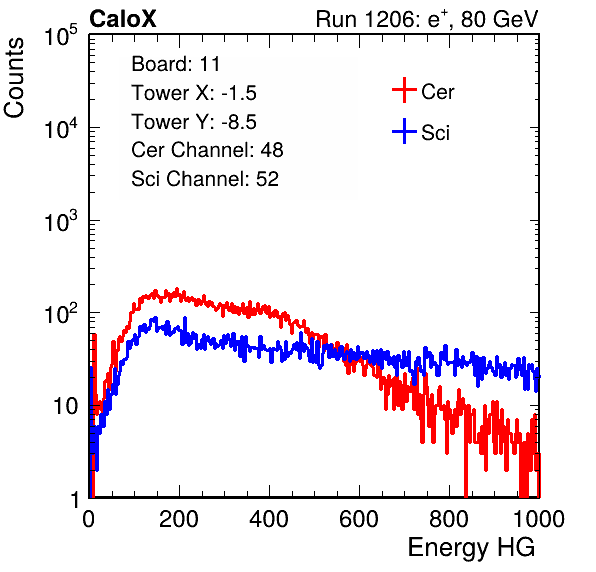 CaloX Run 1206: e⁺, 80 GeV
Counts
Board: 11
Tower X: -1.5
Tower Y: -8.5
Cer Channel: 48
Sci Channel: 52
Cer
Sci
10⁵
10⁴
10³
10²
10
1
0 200 400 600 800 1000
Energy HG